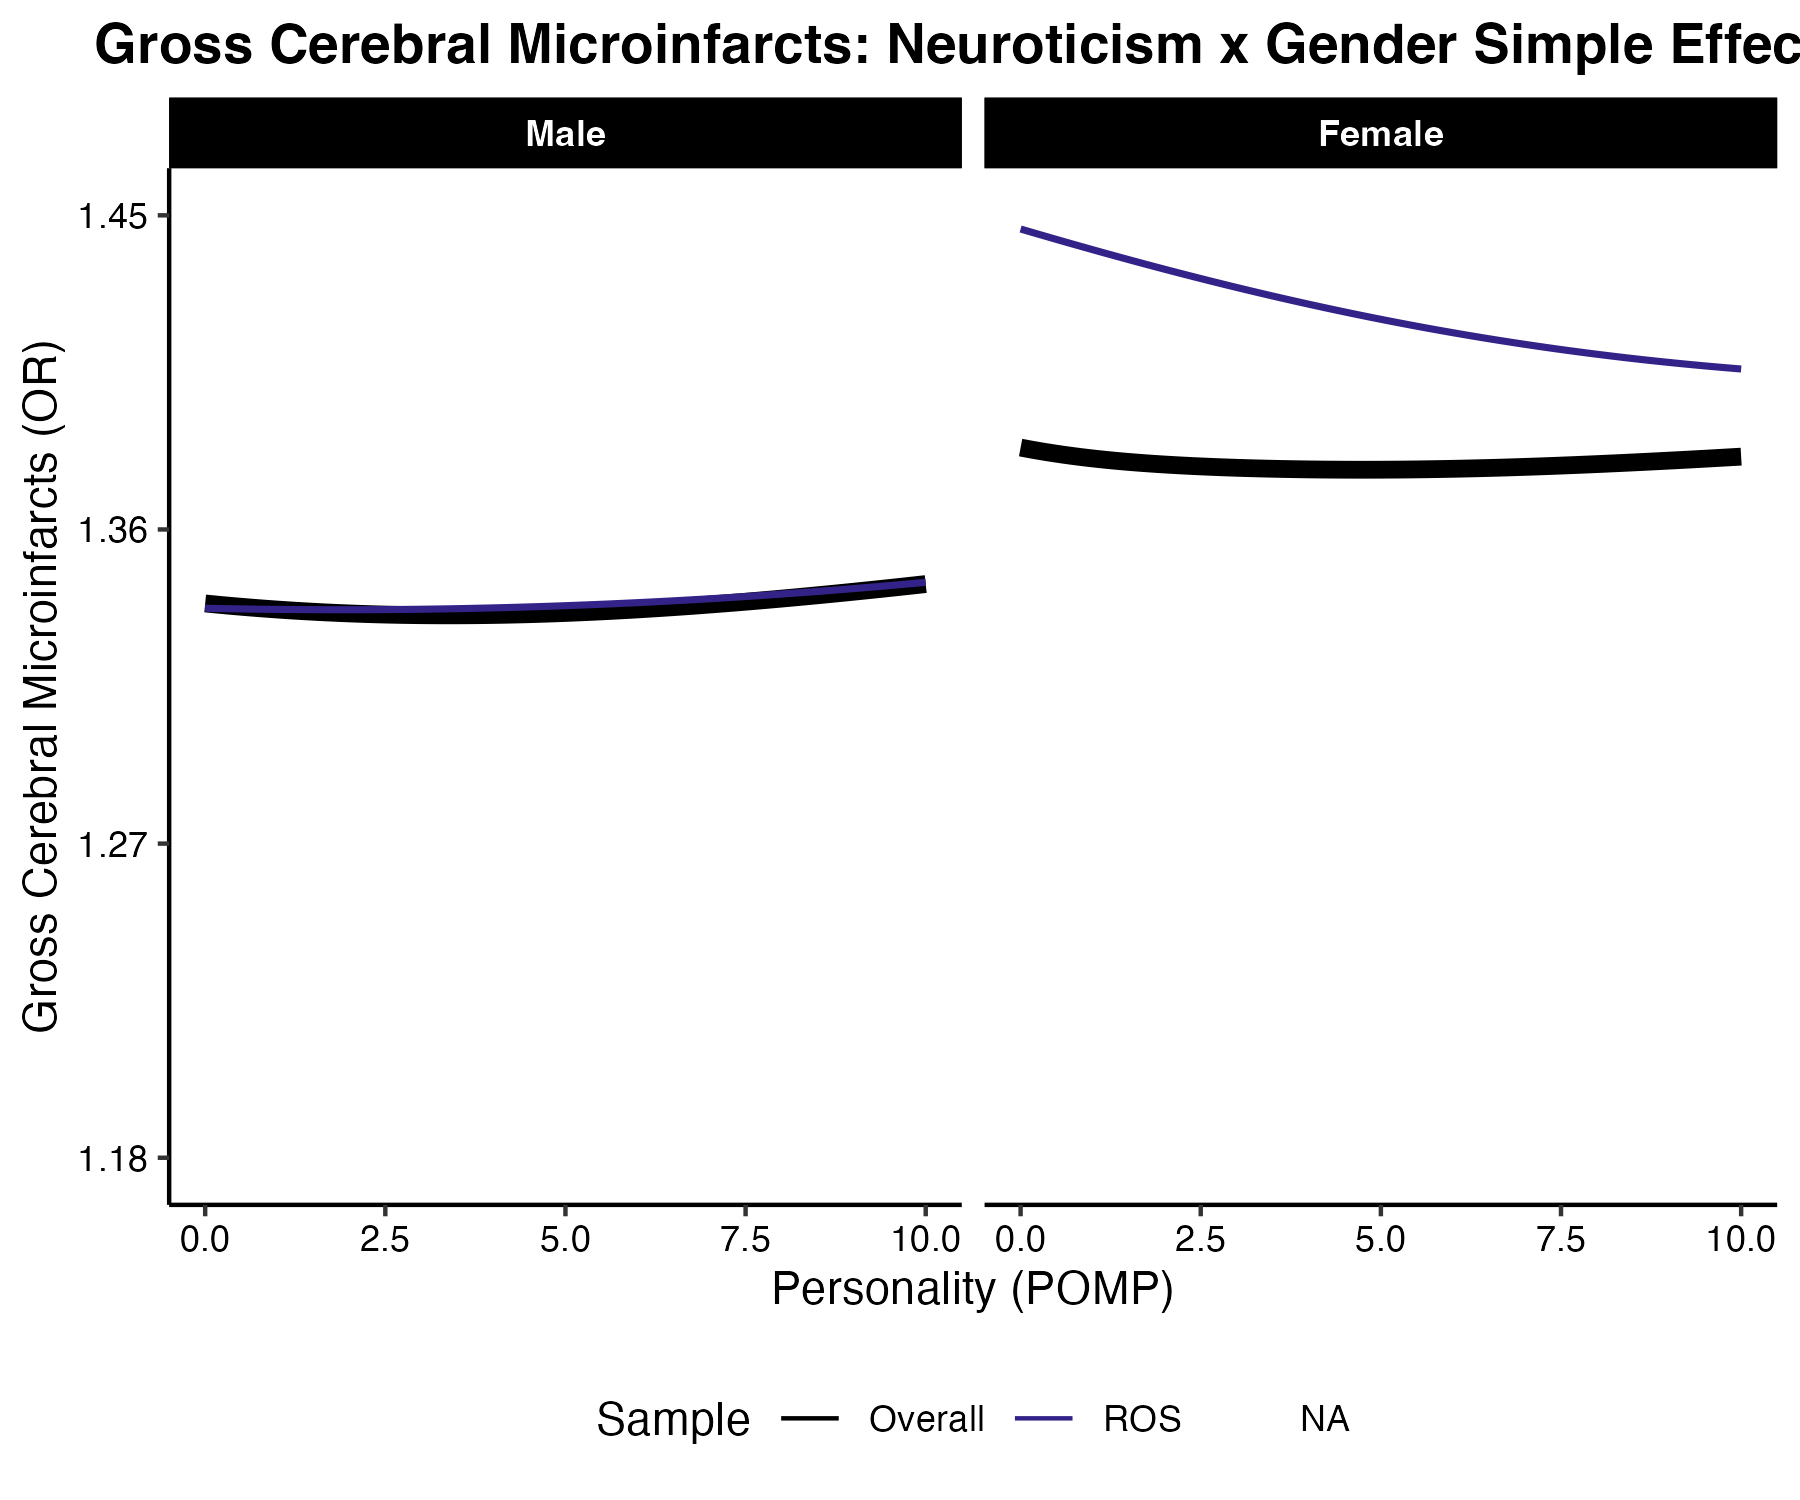 Gross Cerebral Microinfarcts: Neuroticism x Gender Simple Effec
Male
Female
Gross Cerebral Microinfarcts (OR)
1.45
1.36
1.27
1.18
0.0 2.5 5.0 7.5 10.0 0.0 2.5 5.0 7.5 10.0
Personality (POMP)
Sample Overall ROS NA